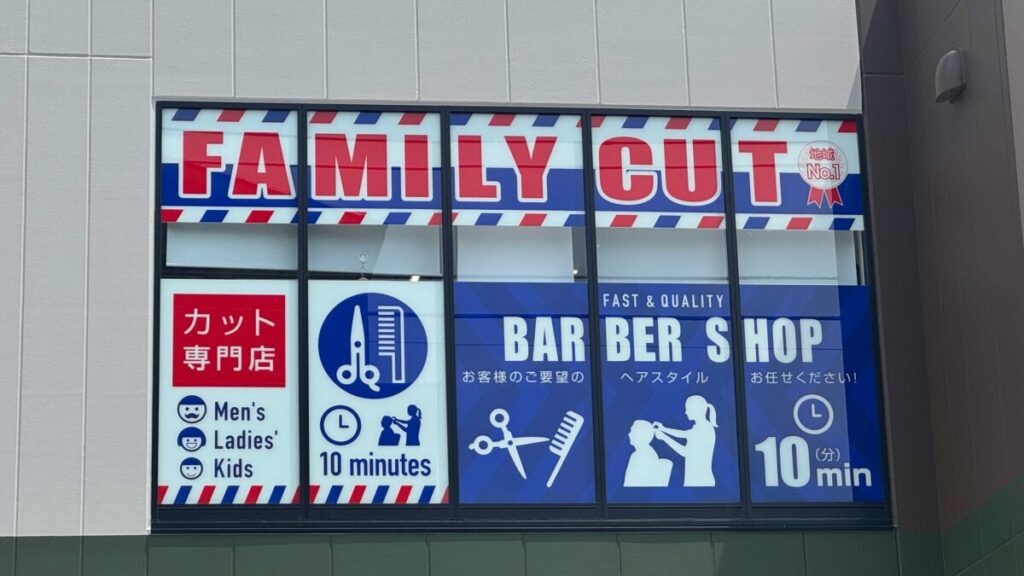 FAMILY CUT
地域
No.1
カット
専門店
Men's
Ladies'
Kids
10 minutes
FAST & QUALITY
BARBER SHOP
お客様のご要望の ヘアスタイル お任せください!
10(分)min